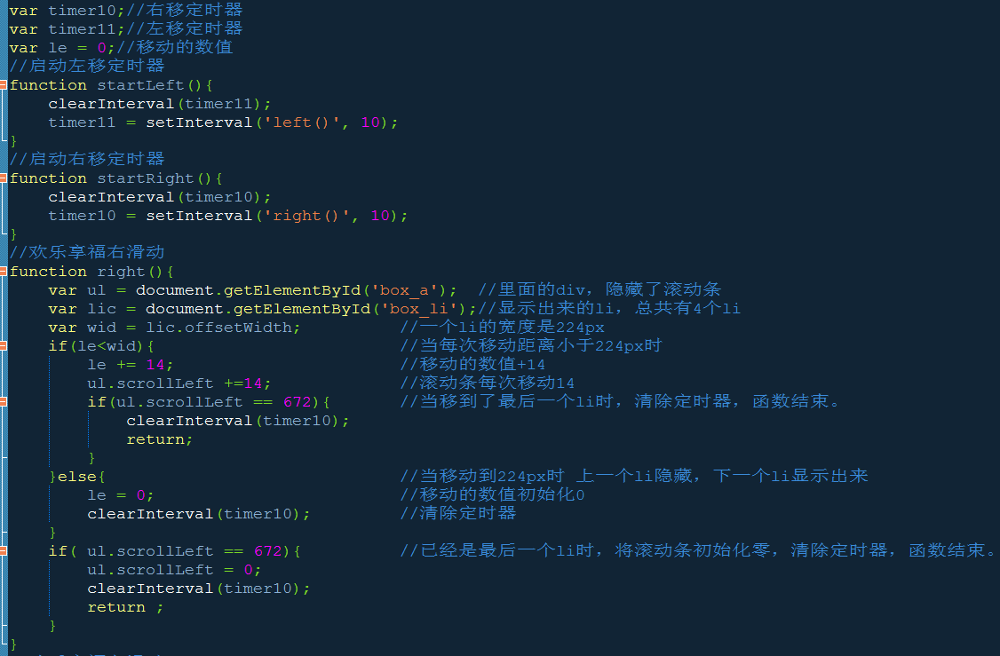 var timer10;//右移定时器
var timer11;//左移定时器
var le = 0;//移动的数值
//启动左移定时器
function startLeft(){
    clearInterval(timer11);
    timer11 = setInterval('left()', 10);
}
//启动右移定时器
function startRight(){
    clearInterval(timer10);
    timer10 = setInterval('right()', 10);
}
//欢乐享福右滑动
function right(){
    var ul = document.getElementById('box_a');  //里面的div，隐藏了滚动条
    var lic = document.getElementById('box_li');//显示出来的li，总共有4个li
    var wid = lic.offsetWidth;          //一个li的宽度是224px
    if(le<wid){                         //当每次移动距离小于224px时
        le += 14;                       //移动的数值+14
        ul.scrollLeft +=14;             //滚动条每次移动14
        if(ul.scrollLeft == 672){       //当移到了最后一个li时，清除定时器，函数结束。
            clearInterval(timer10);
            return;
        }
    }else{                              //当移动到224px时 上一个li隐藏，下一个li显示出来
        le = 0;                         //移动的数值初始化0
        clearInterval(timer10);         //清除定时器
    }
    if( ul.scrollLeft == 672){          //已经是最后一个li时，将滚动条初始化零，清除定时器，函数结束。
        ul.scrollLeft = 0;
        clearInterval(timer10);
        return ;
    }
}